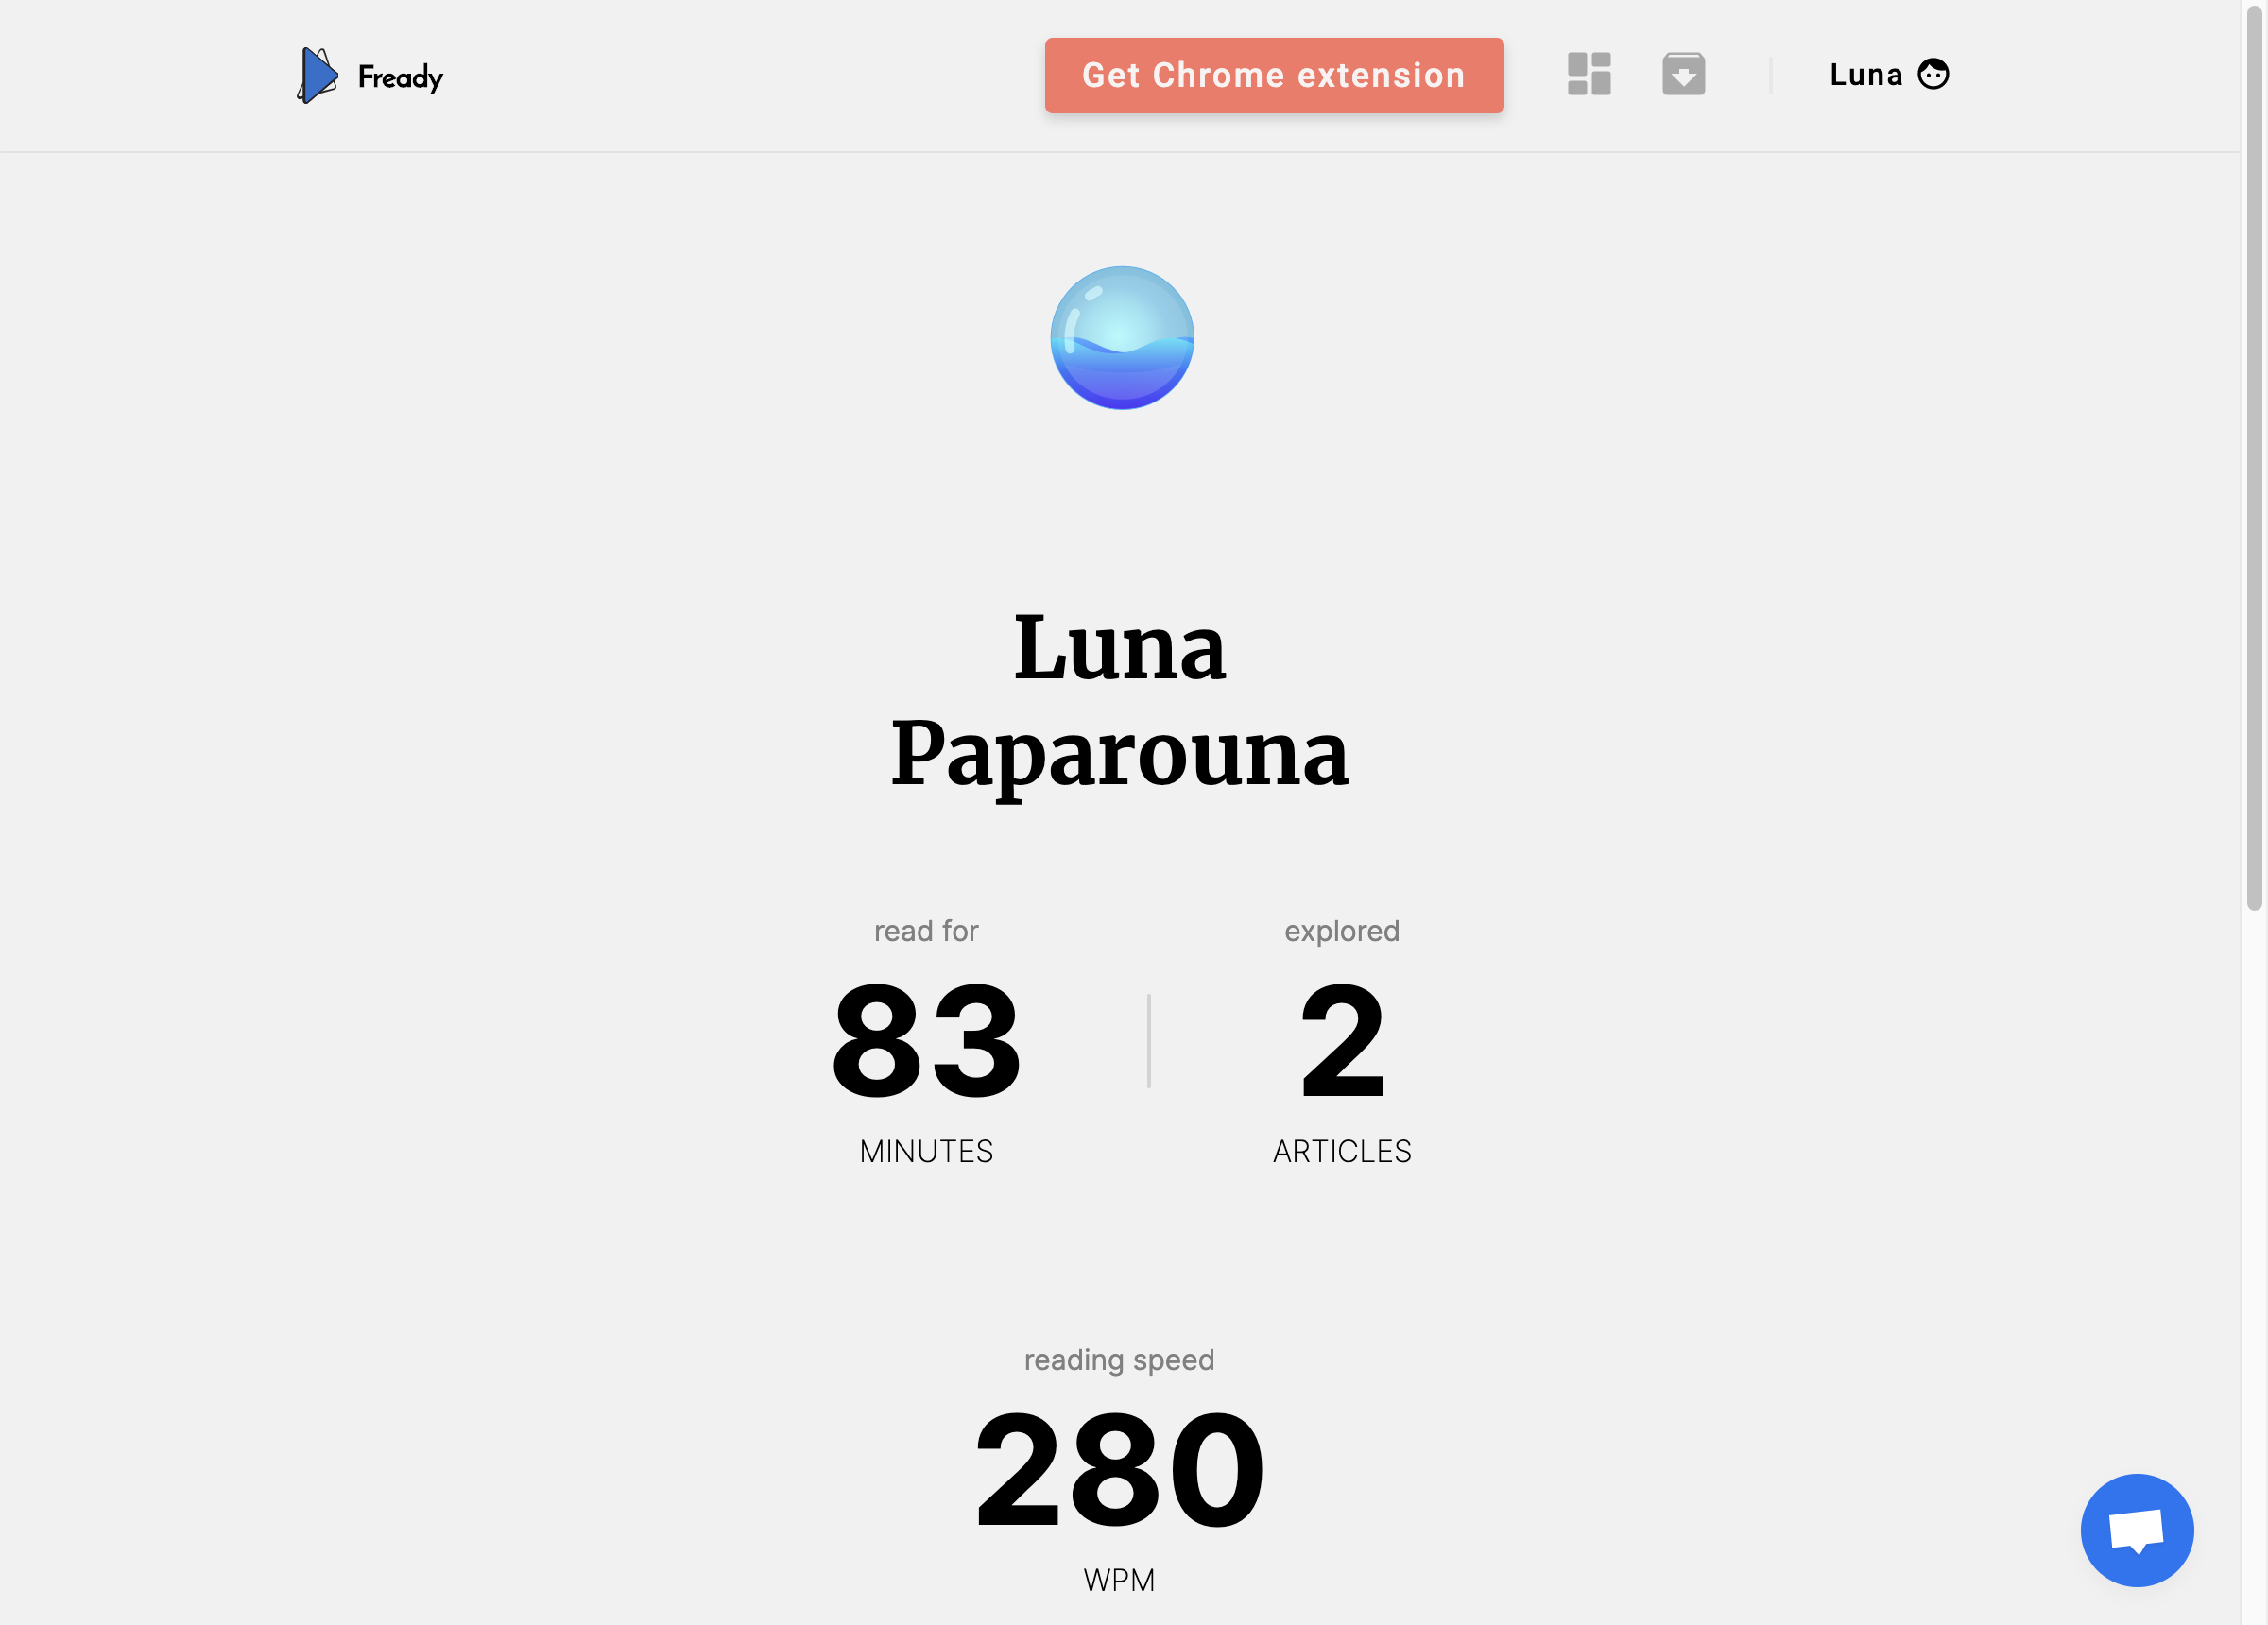 Fready
Get Chrome extension
Luna
Luna
Paparouna
read for
explored
83
2
MINUTES
ARTICLES
reading speed
280
WPM